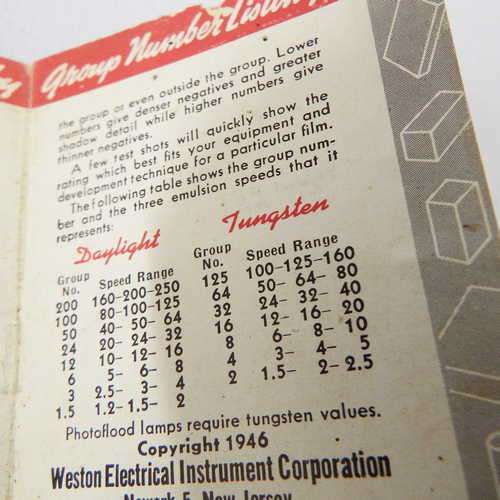 Group Number Listing
the group or even outside the group. Lower
numbers give denser negatives and greater
shadow detail while higher numbers give
thinner negatives.
A few test shots will quickly show the
rating which best fits your equipment and
development technique for a particular film.
The following table shows the group num-
ber and the three emulsion speeds that it
represents:
Daylight
Group No. Speed Range
200 160-200-250
100 80-100-125
50 40- 50- 64
24 20- 24- 32
12 10- 12- 16
6 5- 6- 8
3 2.5- 3- 4
1.5 1.2- 1.5- 2
Tungsten
Group No. Speed Range
125 100-125-160
64 50- 64- 80
32 24- 32- 40
16 12- 16- 20
8 6- 8- 10
4 3- 4- 5
2 1.5- 2- 2.5
Photoflood lamps require tungsten values.
Copyright 1946
Weston Electrical Instrument Corporation
Newark 5, New Jersey